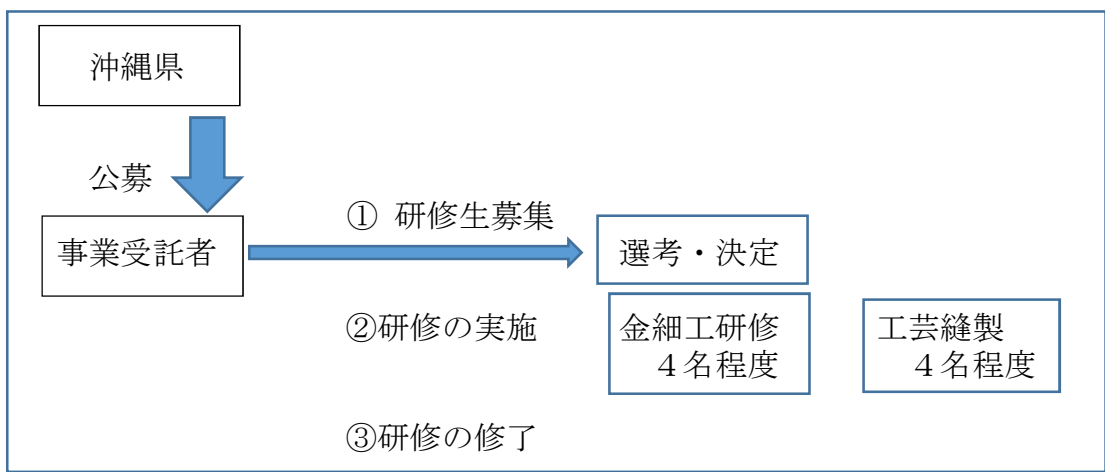 沖縄県
公募
事業受託者
① 研修生募集
選考・決定
②研修の実施
金細工研修
４名程度
工芸縫製
４名程度
③研修の修了